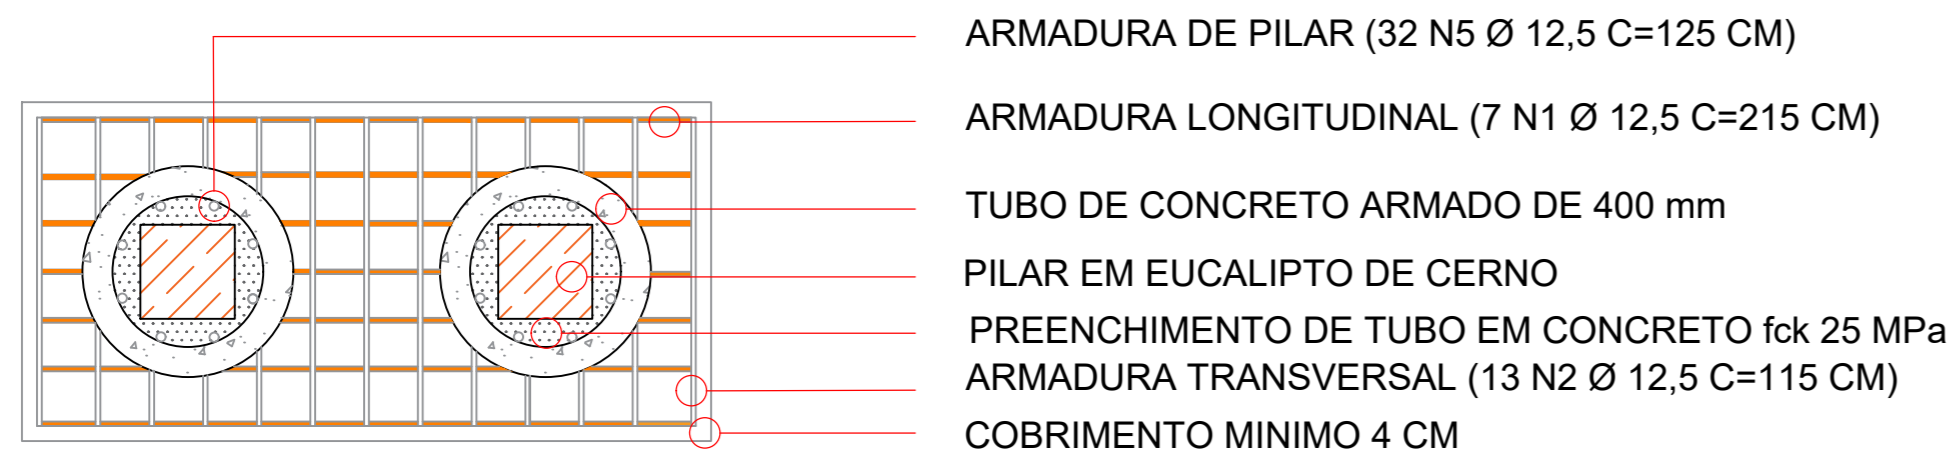 ARMADURA DE PILAR (32 N5 Ø 12,5 C=125 CM)
ARMADURA LONGITUDINAL (7 N1 Ø 12,5 C=215 CM)
TUBO DE CONCRETO ARMADO DE 400 mm
PILAR EM EUCALIPTO DE CERNO
PREENCHIMENTO DE TUBO EM CONCRETO fck 25 MPa
ARMADURA TRANSVERSAL (13 N2 Ø 12,5 C=115 CM)
COBRIMENTO MINIMO 4 CM